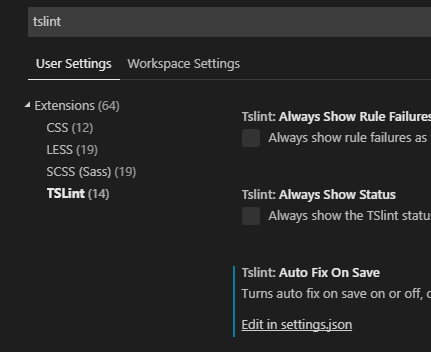 tslint
User Settings Workspace Settings
Extensions (64)
CSS (12)
LESS (19)
SCSS (Sass) (19)
TSLint (14)
Tslint: Always Show Rule Failures
Always show rule failures as
Tslint: Always Show Status
Always show the TSlint statu
Tslint: Auto Fix On Save
Turns auto fix on save on or off,
Edit in settings.json